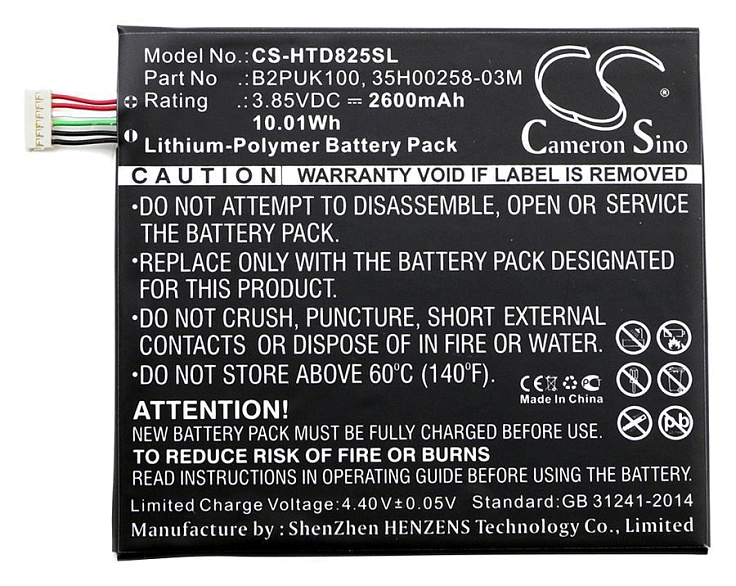 Model No.: CS-HTD825SL
Part No : B2PUK100, 35H00258-03M
Rating : 3.85VDC ⎓ 2600mAh
10.01Wh
Lithium-Polymer Battery Pack
CS
®
Cameron Sino
CAUTION WARRANTY VOID IF LABEL IS REMOVED
•DO NOT ATTEMPT TO DISASSEMBLE, OPEN OR SERVICE
THE BATTERY PACK.
•REPLACE ONLY WITH THE BATTERY PACK DESIGNATED
FOR THIS PRODUCT.
•DO NOT CRUSH, PUNCTURE, SHORT EXTERNAL
CONTACTS OR DISPOSE OF IN FIRE OR WATER.
•DO NOT STORE ABOVE 60°C (140°F).
CE
Made In China
Pb
ATTENTION!
NEW BATTERY PACK MUST BE FULLY CHARGED BEFORE USE.
TO REDUCE RISK OF FIRE OR BURNS
READ INSTRUCTIONS IN OPERATING GUIDE BEFORE USING THE BATTERY.
Limited Charge Voltage:4.40V±0.05V Standard:GB 31241-2014
Manufacture by : ShenZhen HENZENS Technology CO., Limited